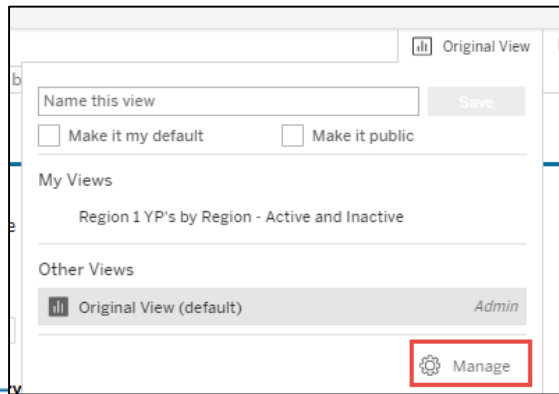 Original View
b
Name this view
Save
Make it my default
Make it public
My Views
e
Region 1 YP's by Region - Active and Inactive
Other Views
Original View (default)
Admin
Manage
ry